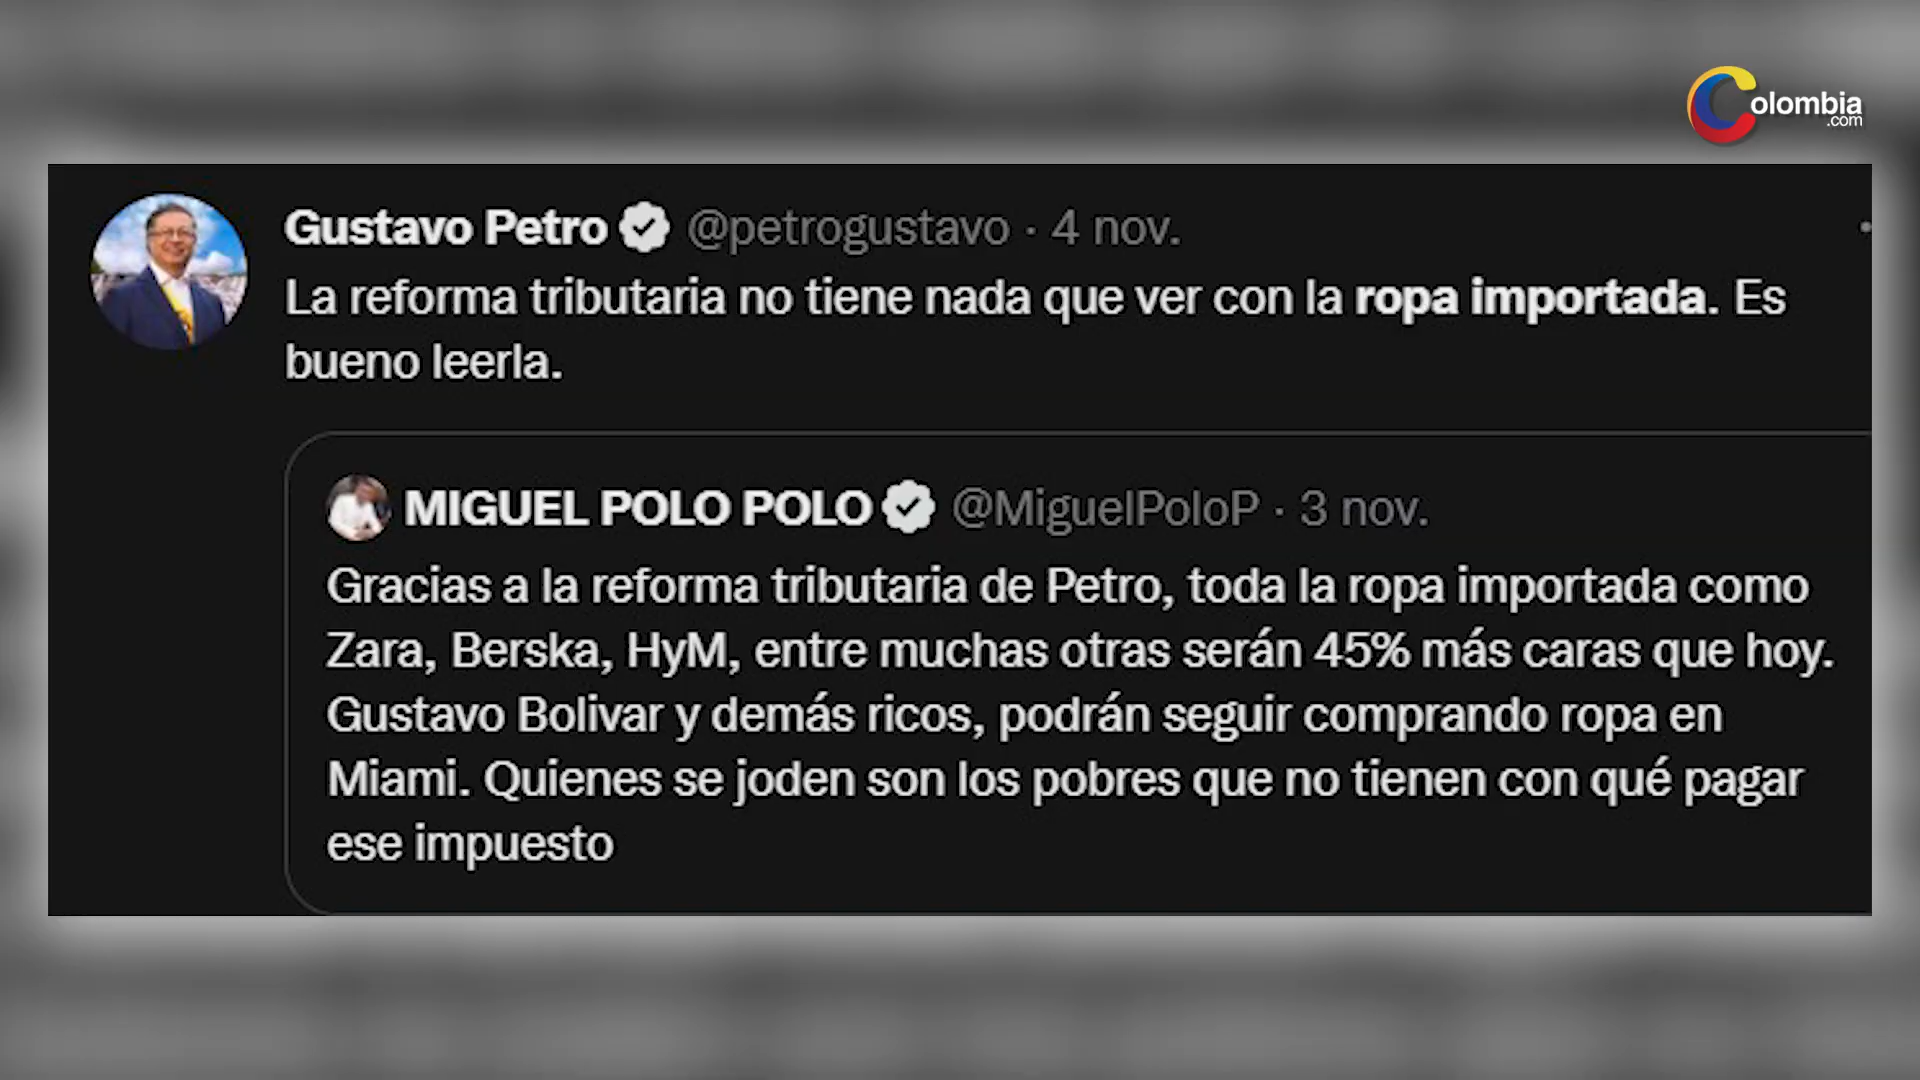 Colombia
.com
Gustavo Petro @petrogustavo · 4 nov.
La reforma tributaria no tiene nada que ver con la ropa importada. Es
bueno leerla.
MIGUEL POLO POLO @MiguelPoloP · 3 nov.
Gracias a la reforma tributaria de Petro, toda la ropa importada como
Zara, Berska, HyM, entre muchas otras serán 45% más caras que hoy.
Gustavo Bolivar y demás ricos, podrán seguir comprando ropa en
Miami. Quienes se joden son los pobres que no tienen con qué pagar
ese impuesto